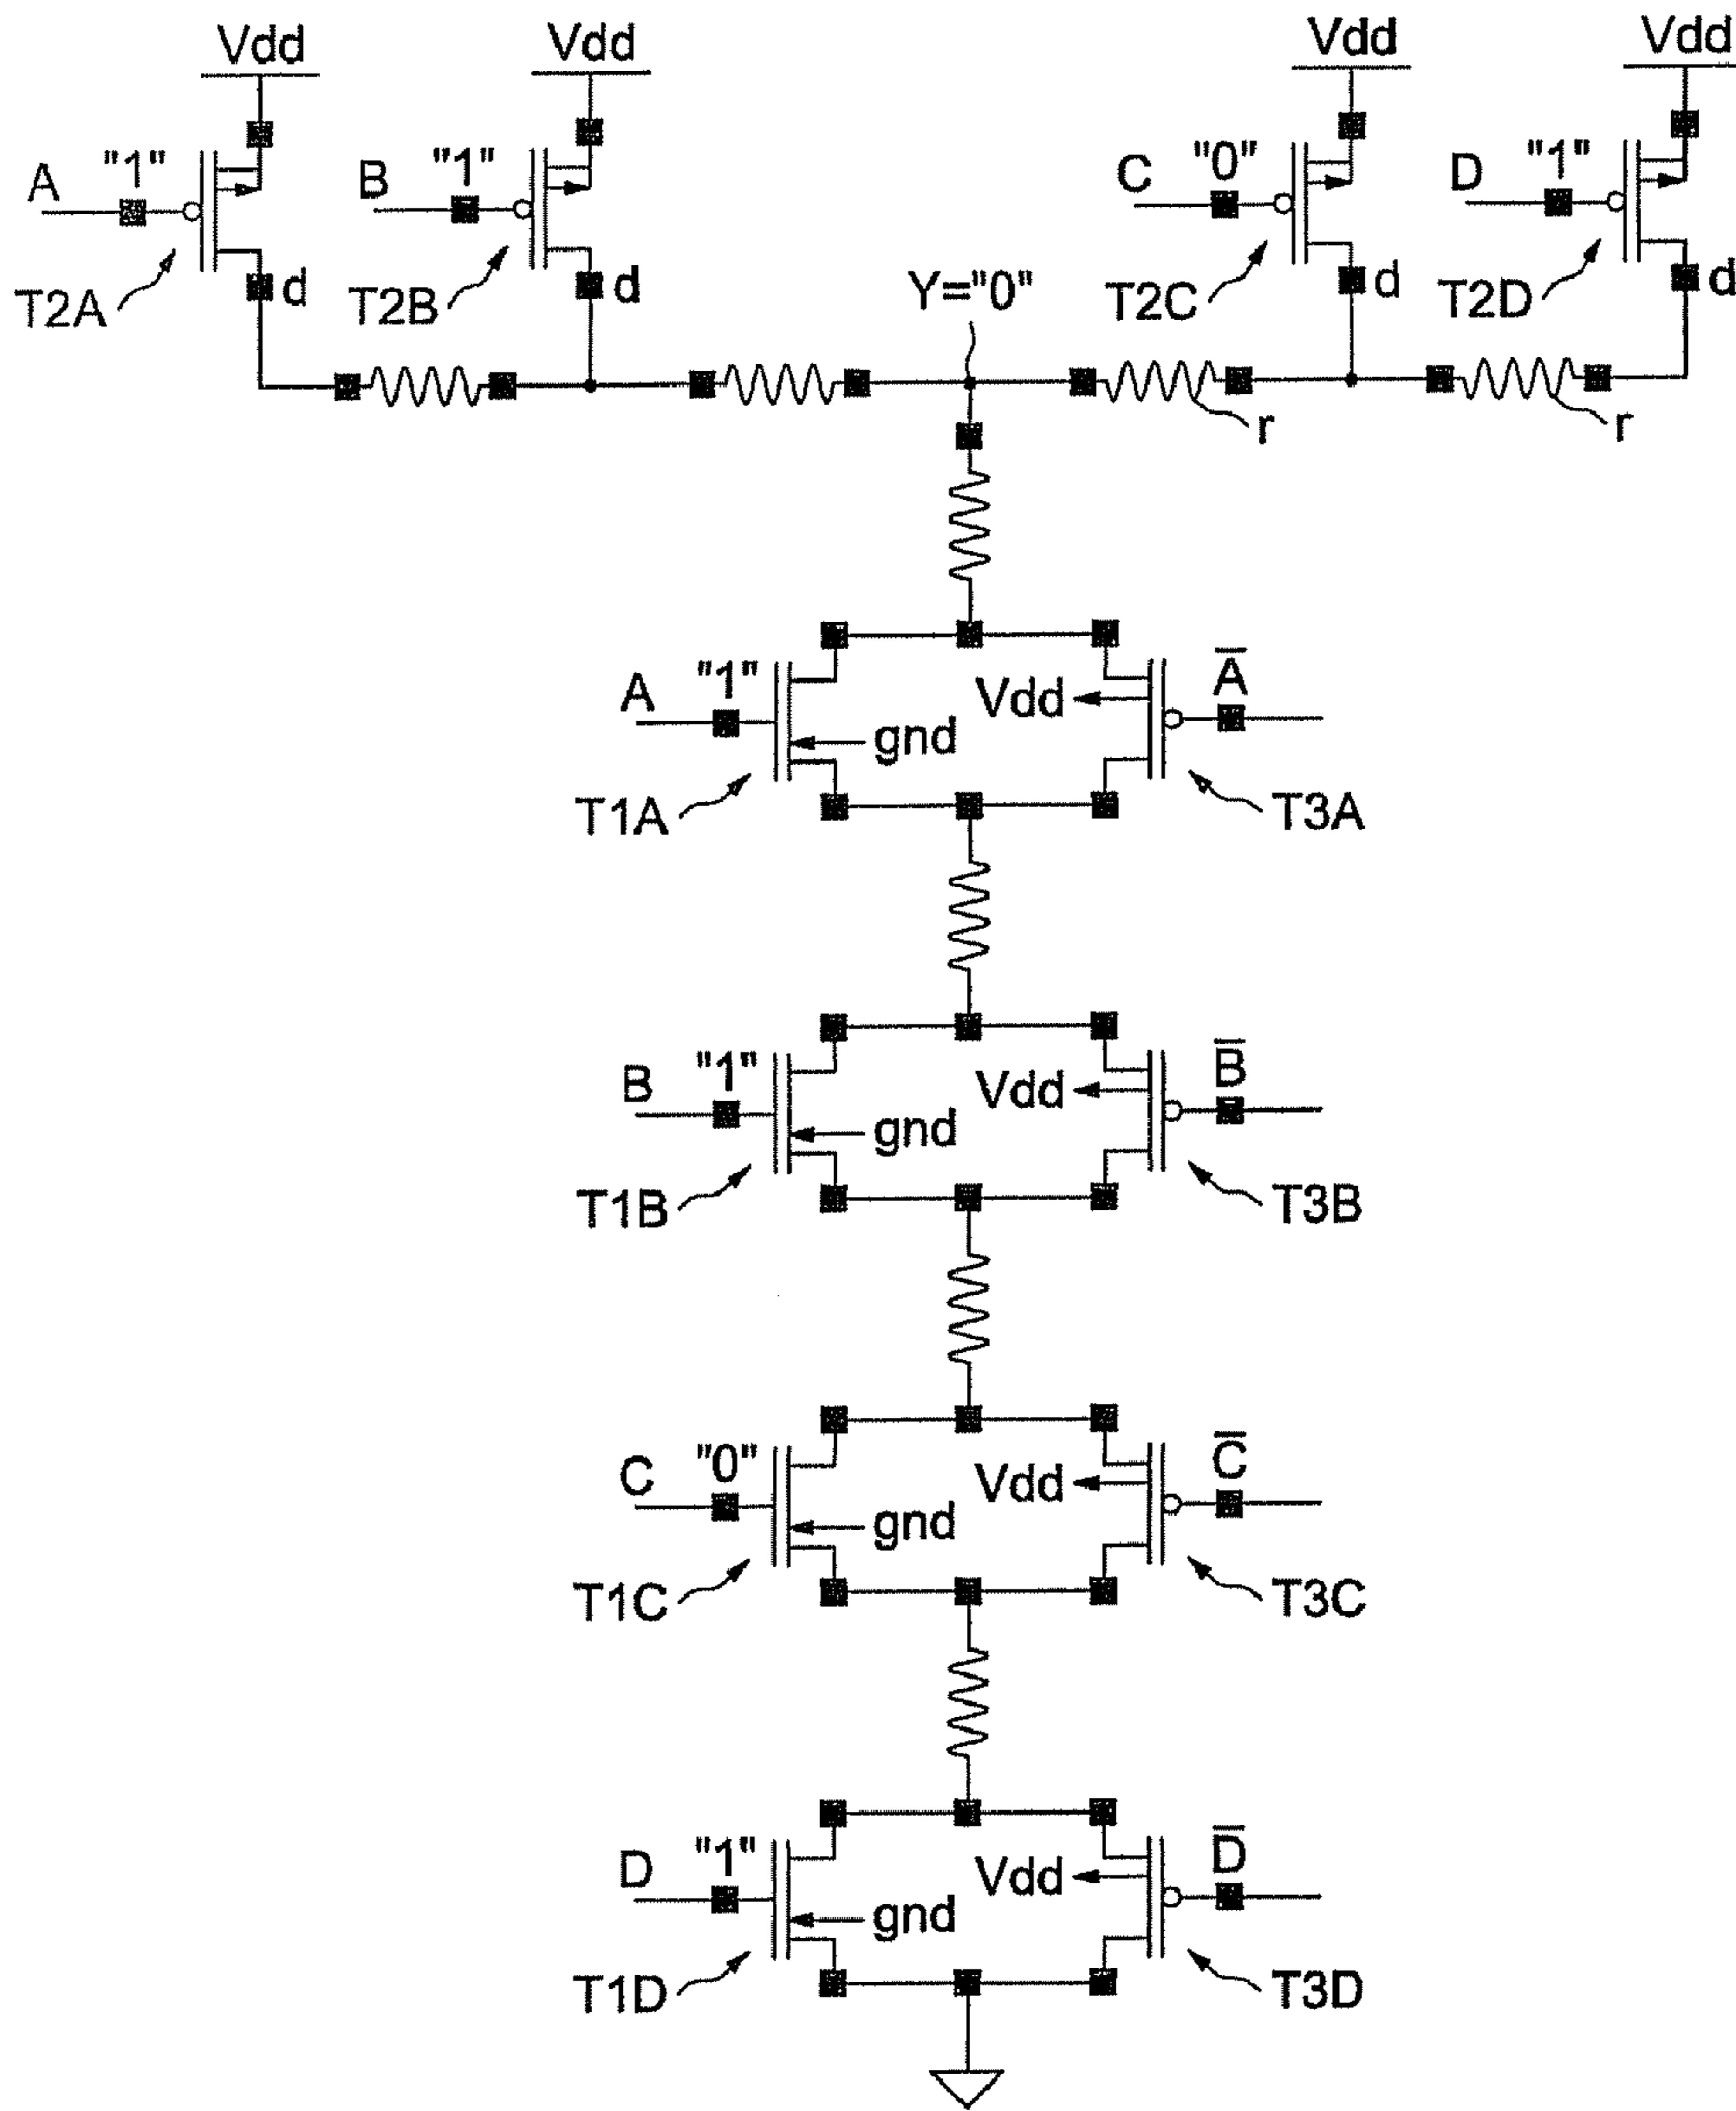 Vdd Vdd Vdd Vdd
A "1" B "1" C "0" D "1"
T2A d T2B d Y="0" T2C d T2D d
r r
A "1" Vdd A̅
gnd
T1A T3A
B "1" Vdd B̅
gnd
T1B T3B
C "0" Vdd C̅
gnd
T1C T3C
D "1" Vdd D̅
gnd
T1D T3D